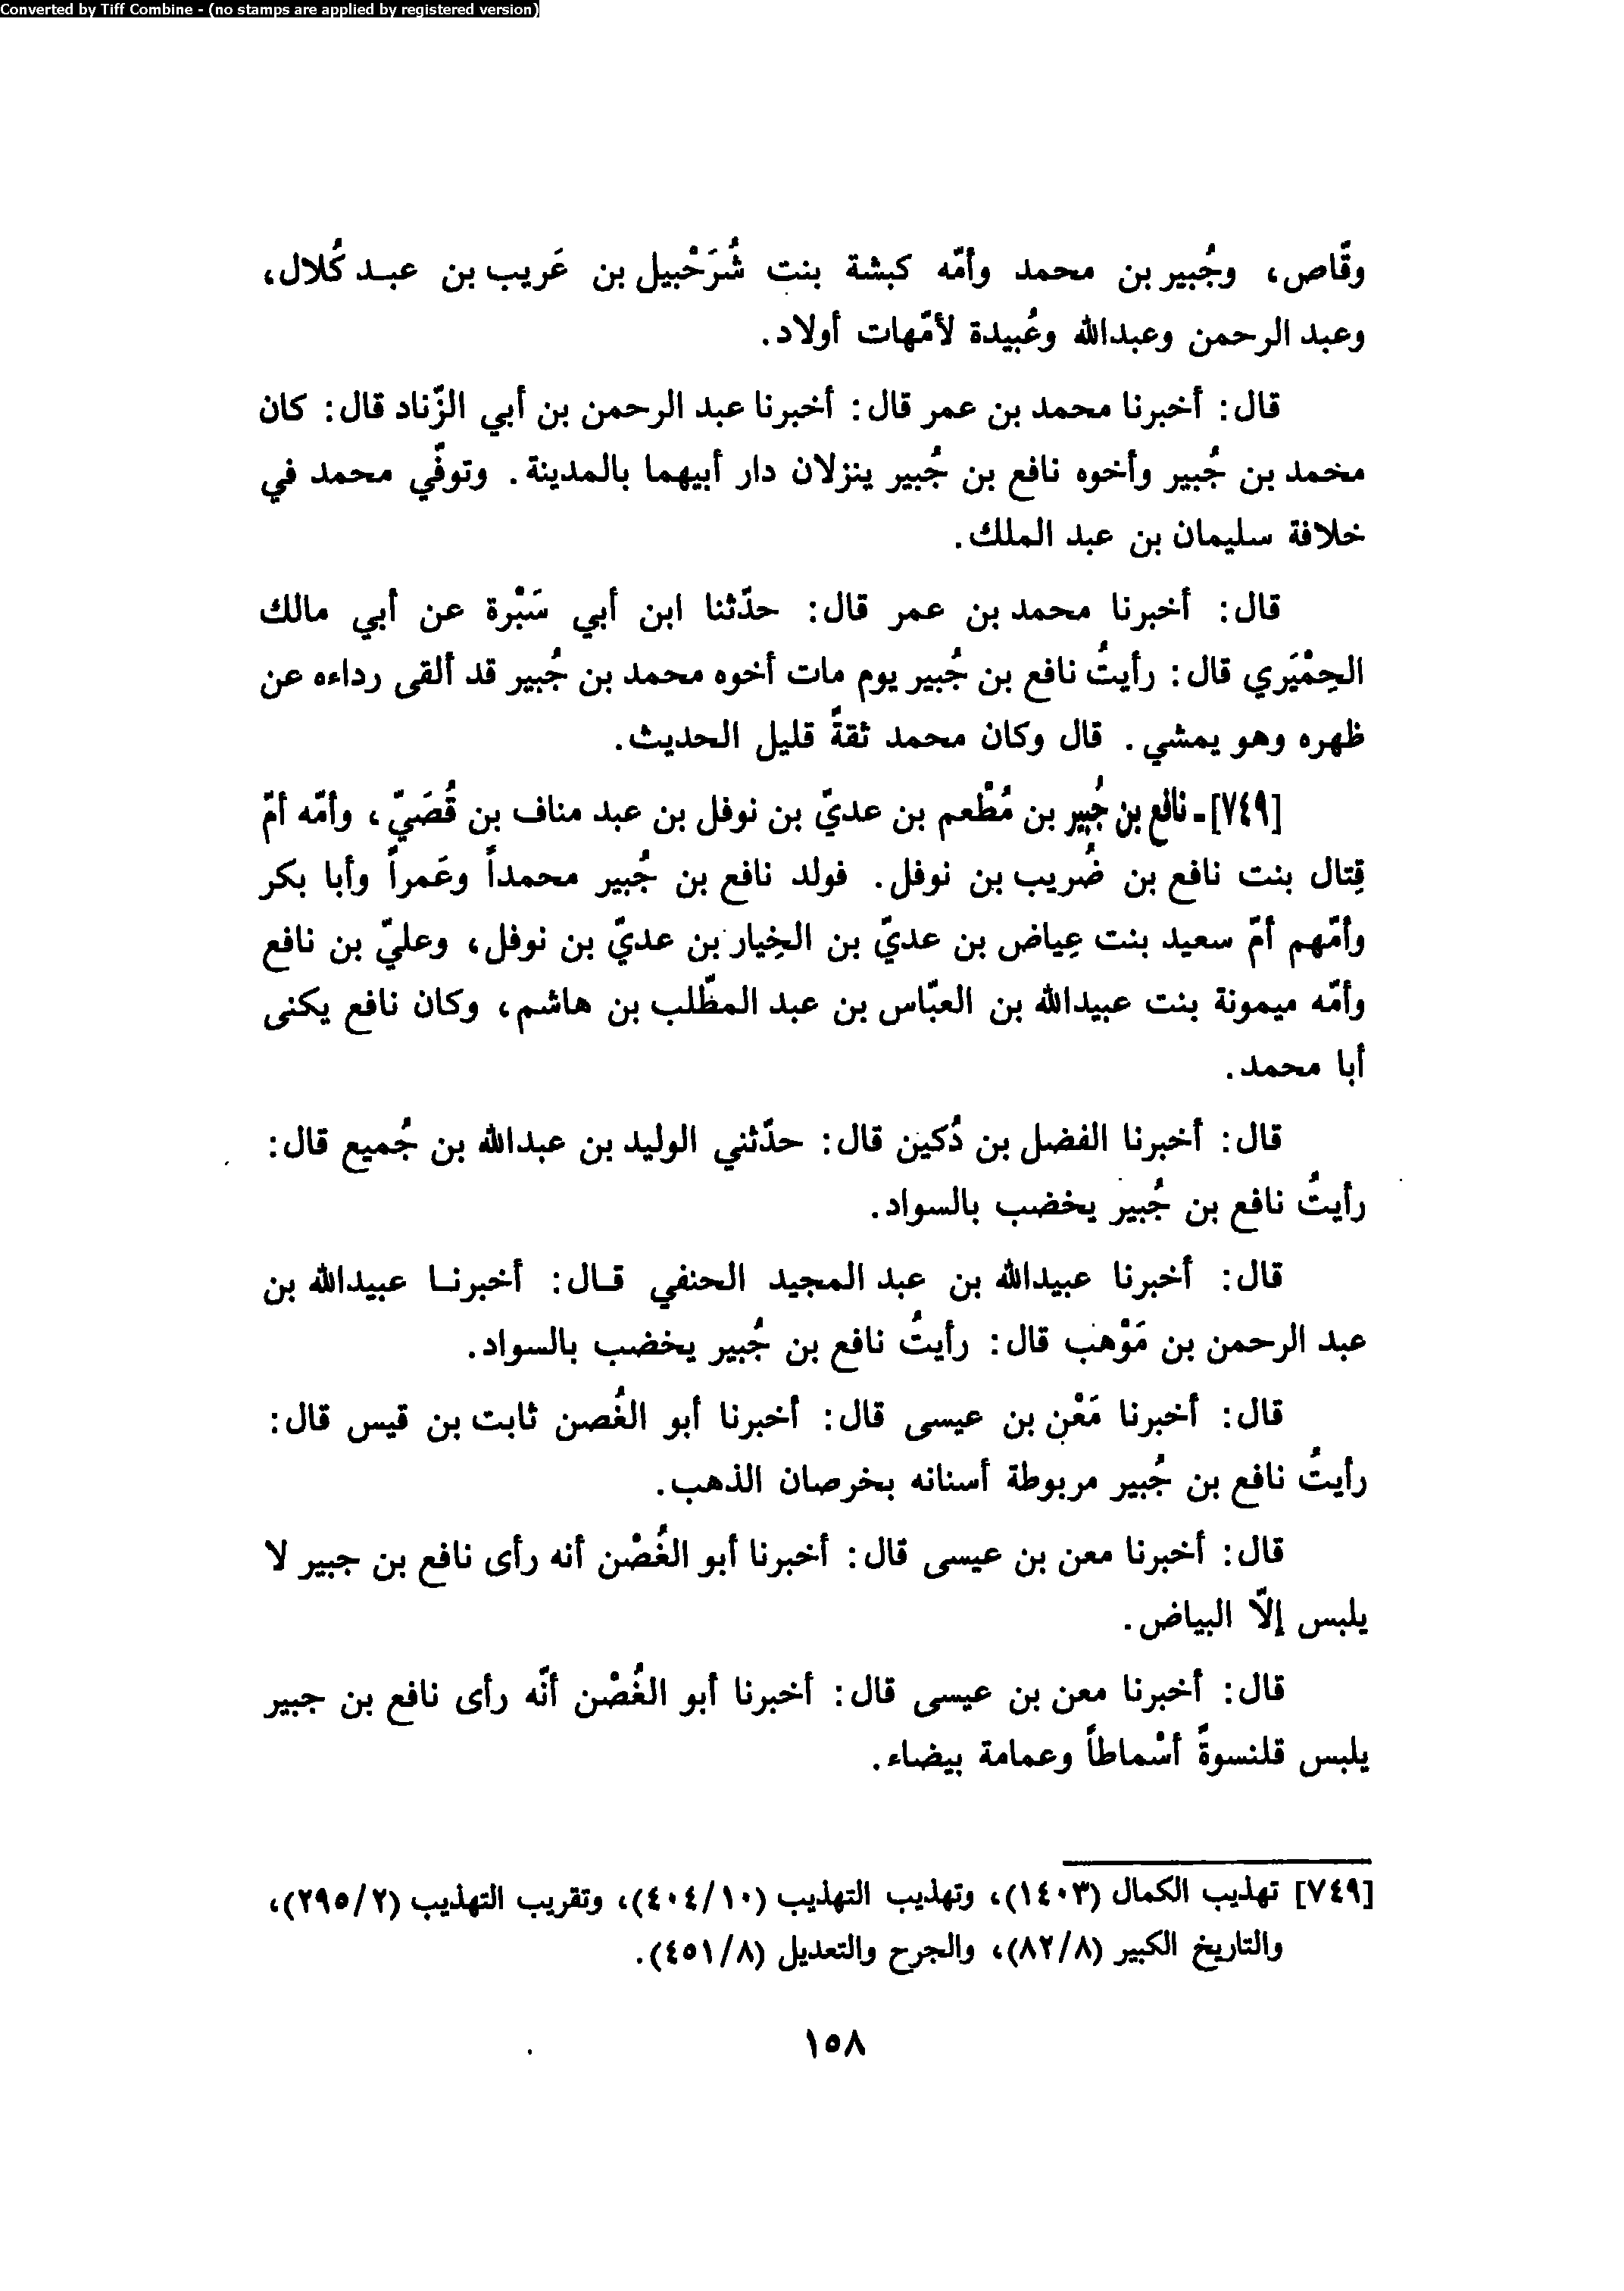 Converted by Tiff Combine - (no stamps are applied by registered version)
وقّاص، وجُبير بن محمد وأمّه كبشة بنت شُرَحْبيل بن عَريب بن عبـد كُلال،
وعبد الرحمن وعبدالله وعُبيدة لأمّهات أولاد.
قال: أخبرنا محمد بن عمر قال: أخبرنا عبد الرحمن بن أبي الزّناد قال: كان
محمد بن جُبير وأخوه نافع بن جُبير ينزلان دار أبيهما بالمدينة. وتوفّي محمد في
خلافة سليمان بن عبد الملك.
قال: أخبرنا محمد بن عمر قال: حدّثنا ابن أبي سَبْرة عن أبي مالك
الحِمْيَري قال: رأيتُ نافع بن جُبير يوم مات أخوه محمد بن جُبير قد ألقى رداءه عن
ظهره وهو يمشي. قال وكان محمد ثقةً قليل الحديث.
[٧٤٩] - نافع بن جُبير بن مُطْعم بن عديّ بن نوفل بن عبد مناف بن قُصَيّ، وأمّه أمّ
قِتال بنت نافع بن ضُريب بن نوفل. فولد نافع بن جُبير محمداً وعَمراً وأبا بكر
وأمّهم أمّ سعيد بنت عِياض بن عديّ بن الخِيار بن عديّ بن نوفل، وعليّ بن نافع
وأمّه ميمونة بنت عبيدالله بن العبّاس بن عبد المطّلب بن هاشم، وكان نافع يكنى
أبا محمد.
قال: أخبرنا الفضل بن دُكين قال: حدّثني الوليد بن عبدالله بن جُميع قال:
رأيتُ نافع بن جُبير يخضب بالسواد.
قال: أخبرنا عبيدالله بن عبد المجيد الحنفي قـال: أخبرنـا عبيدالله بن
عبد الرحمن بن مَوْهب قال: رأيتُ نافع بن جُبير يخضب بالسواد.
قال: أخبرنا مَعْن بن عيسى قال: أخبرنا أبو الغُصن ثابت بن قيس قال:
رأيتُ نافع بن جُبير مربوطة أسنانه بخرصان الذهب.
قال: أخبرنا معن بن عيسى قال: أخبرنا أبو الغُصْن أنه رأى نافع بن جبير لا
يلبس إلّا البياض.
قال: أخبرنا معن بن عيسى قال: أخبرنا أبو الغُصْن أنّه رأى نافع بن جبير
يلبس قلنسوةً أسْماطاً وعمامة بيضاء.
[٧٤٩] تهذيب الكمال (١٤٠٣)، وتهذيب التهذيب (٤٠٤/١٠)، وتقريب التهذيب (٢٩٥/٢)،
والتاريخ الكبير (٨٢/٨)، والجرح والتعديل (٤٥١/٨).
١٥٨